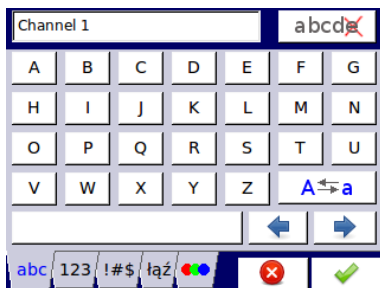 Channel 1 abcde
A B C D E F G
H I J K L M N
O P Q R S T U
V W X Y Z A a
abc 123 !#$ łąź